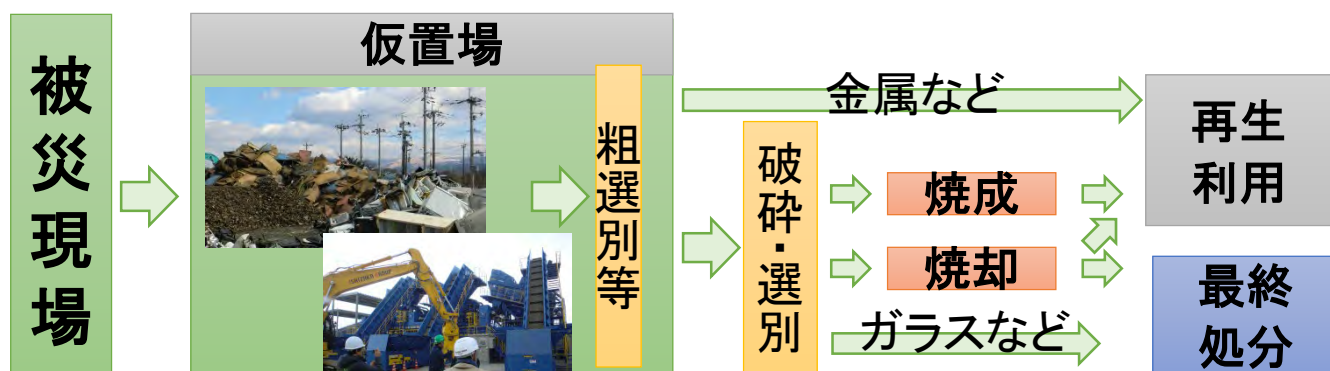 被災現場
仮置場
粗選別等
金属など
破砕・選別
焼成
焼却
ガラスなど
再生
利用
最終
処分